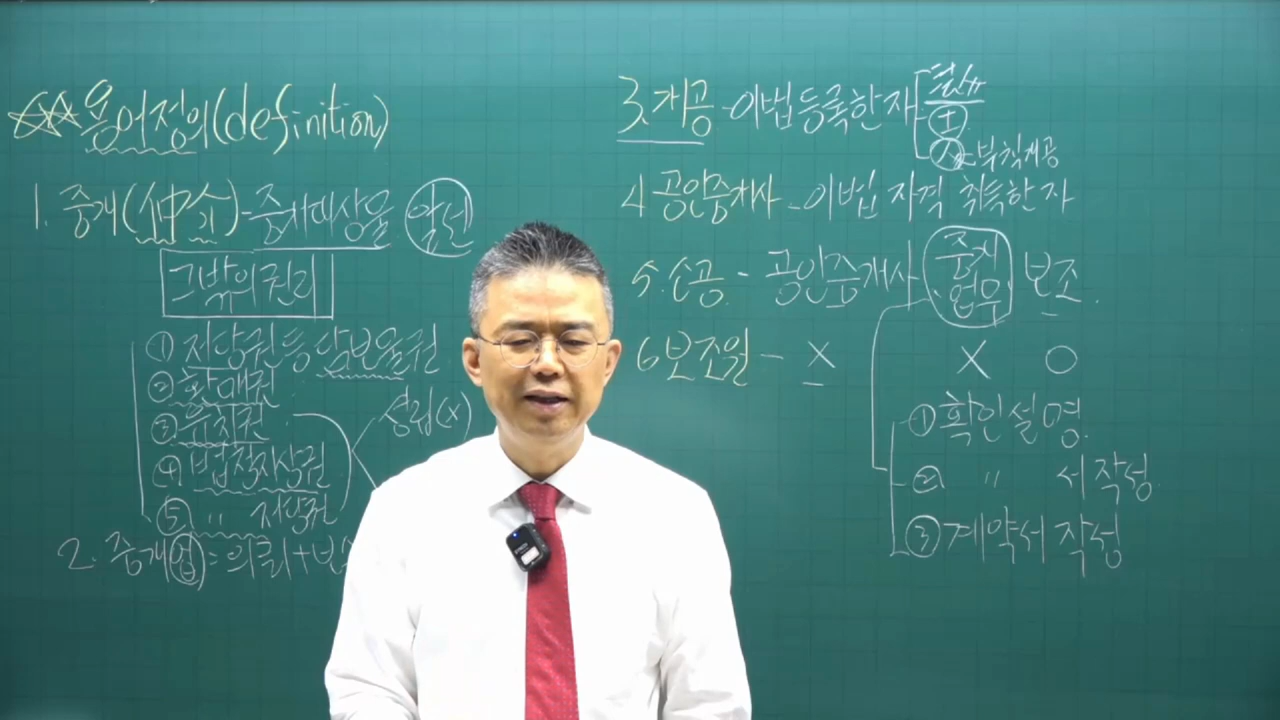 ☆☆ 용어정의(definition)
1. 중개(仲介)-중개대상물 알선
그밖의권리
① 저당권등 담보물권
② 환매권
③ 유치권
④ 법정지상권
⑤ 〃 저당권
성립(x)
2. 중개업=의뢰+보수
3. 개공-이법등록한자
부칙개공
4 공인중개사-이법 자격 취득한자
5. 소공-공인중개사 중개업무 보조.
6 보조원- X X O
① 확인설명
② 〃 서작성
③ 계약서작성